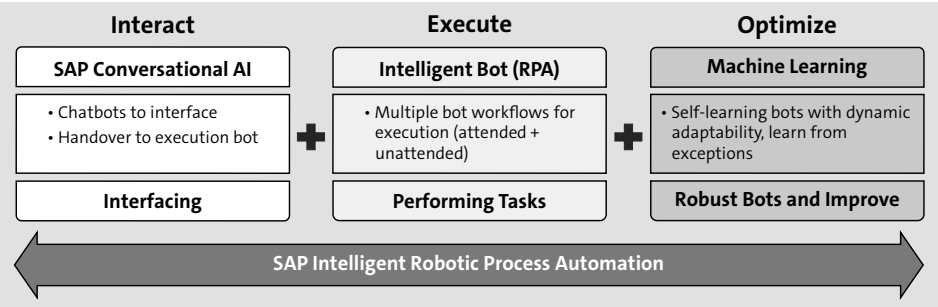 Interact
Execute
Optimize
SAP Conversational AI
Intelligent Bot (RPA)
Machine Learning
• Chatbots to interface
• Handover to execution bot
• Multiple bot workflows for
execution (attended +
unattended)
• Self-learning bots with dynamic
adaptability, learn from
exceptions
Interfacing
Performing Tasks
Robust Bots and Improve
SAP Intelligent Robotic Process Automation